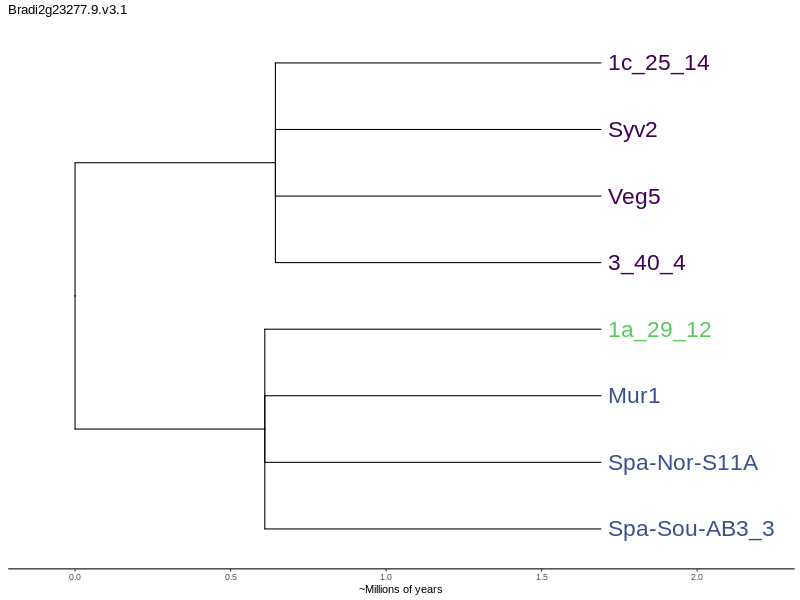 Bradi2g23277.9.v3.1
1c_25_14
Syv2
Veg5
3_40_4
1a_29_12
Mur1
Spa-Nor-S11A
Spa-Sou-AB3_3
0.0 0.5 1.0 1.5 2.0
~Millions of years